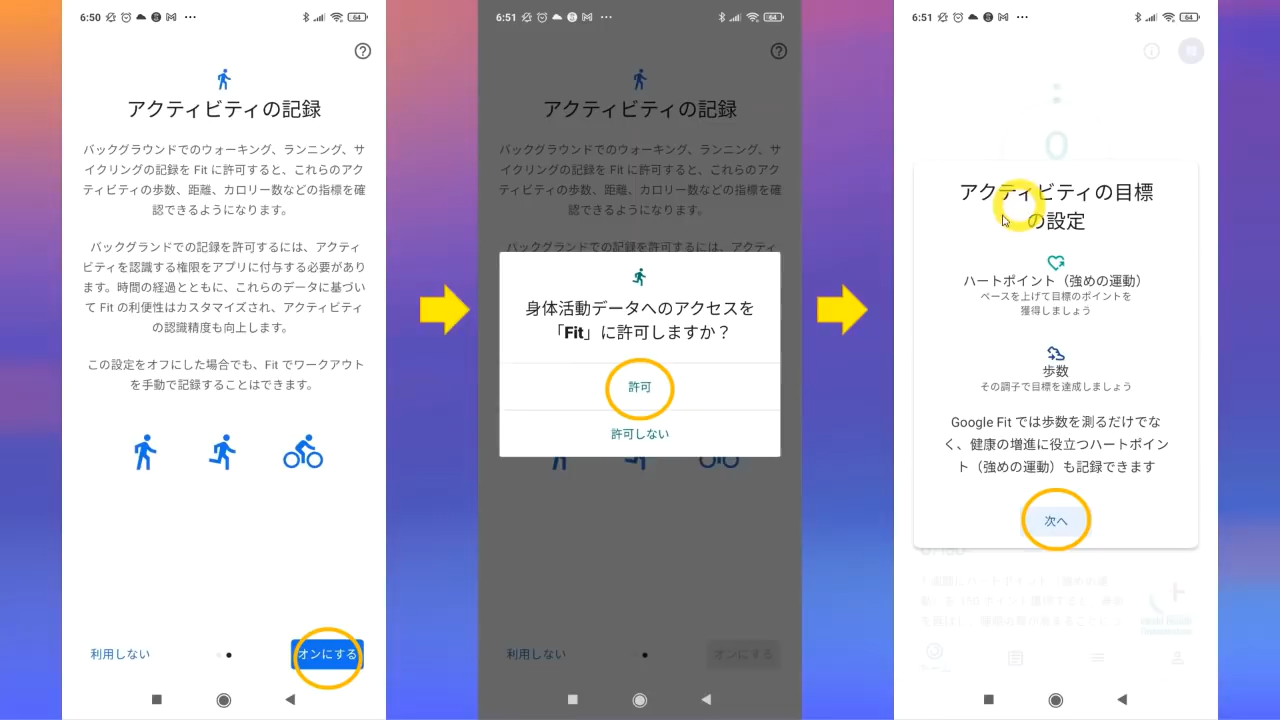 6:50
64
アクティビティの記録
バックグラウンドでのウォーキング、ランニング、サ
イクリングの記録を Fit に許可すると、これらのアク
ティビティの歩数、距離、カロリー数などの指標を確
認できるようになります。
バックグランドでの記録を許可するには、アクティ
ビティを認識する権限をアプリに付与する必要があり
ます。時間の経過とともに、これらのデータに基づい
て Fit の利便性はカスタマイズされ、アクティビティ
の認識精度も向上します。
この設定をオフにした場合でも、Fit でワークアウト
を手動で記録することはできます。
利用しない
オンにする
6:51
64
アクティビティの記録
バックグラウンドでのウォーキング、ランニング、サ
イクリングの記録を Fit に許可すると、これらのアク
ティビティの歩数、距離、カロリー数などの指標を確
認できるようになります。
バックグランドでの記録を許可するには、アクティ
身体活動データへのアクセスを
「Fit」に許可しますか？
許可
許可しない
利用しない
オンにする
6:51
64
0
アクティビティの目標
の設定
ハートポイント（強めの運動）
ペースを上げて目標のポイントを
獲得しましょう
歩数
その調子で目標を達成しましょう
Google Fit では歩数を測るだけでな
く、健康の増進に役立つハートポイン
ト（強めの運動）も記録できます
次へ